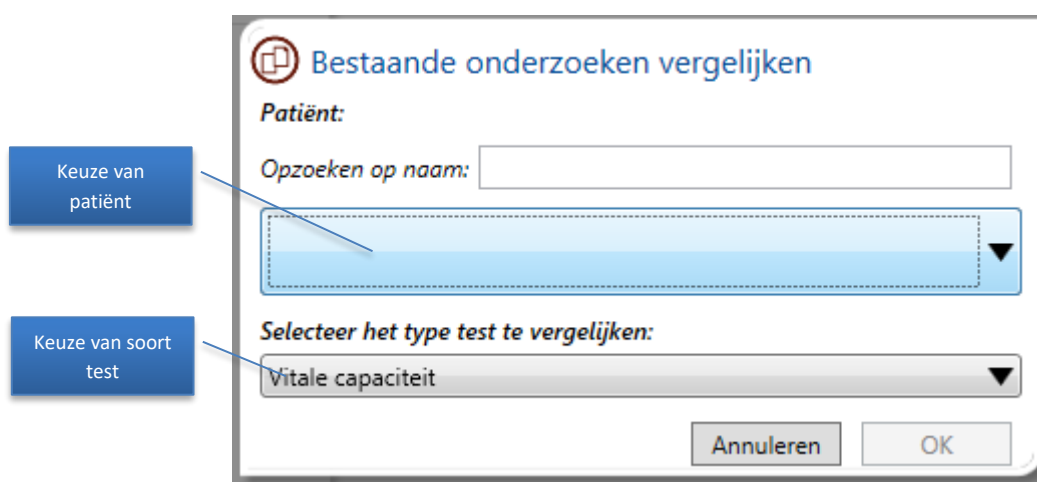 Bestaande onderzoeken vergelijken
Patiënt:
Opzoeken op naam:
Keuze van
patiënt
Selecteer het type test te vergelijken:
Keuze van soort
test
Vitale capaciteit
Annuleren
OK